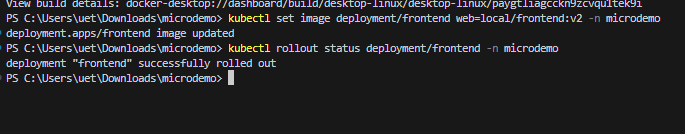 View build details: docker-desktop://dashboard/build/desktop-linux/desktop-linux/paygtliagcckn9zcvqu1tek9i
PS C:\Users\uet\Downloads\microdemo> kubectl set image deployment/frontend web=local/frontend:v2 -n microdemo
deployment.apps/frontend image updated
PS C:\Users\uet\Downloads\microdemo> kubectl rollout status deployment/frontend -n microdemo
deployment "frontend" successfully rolled out
PS C:\Users\uet\Downloads\microdemo>